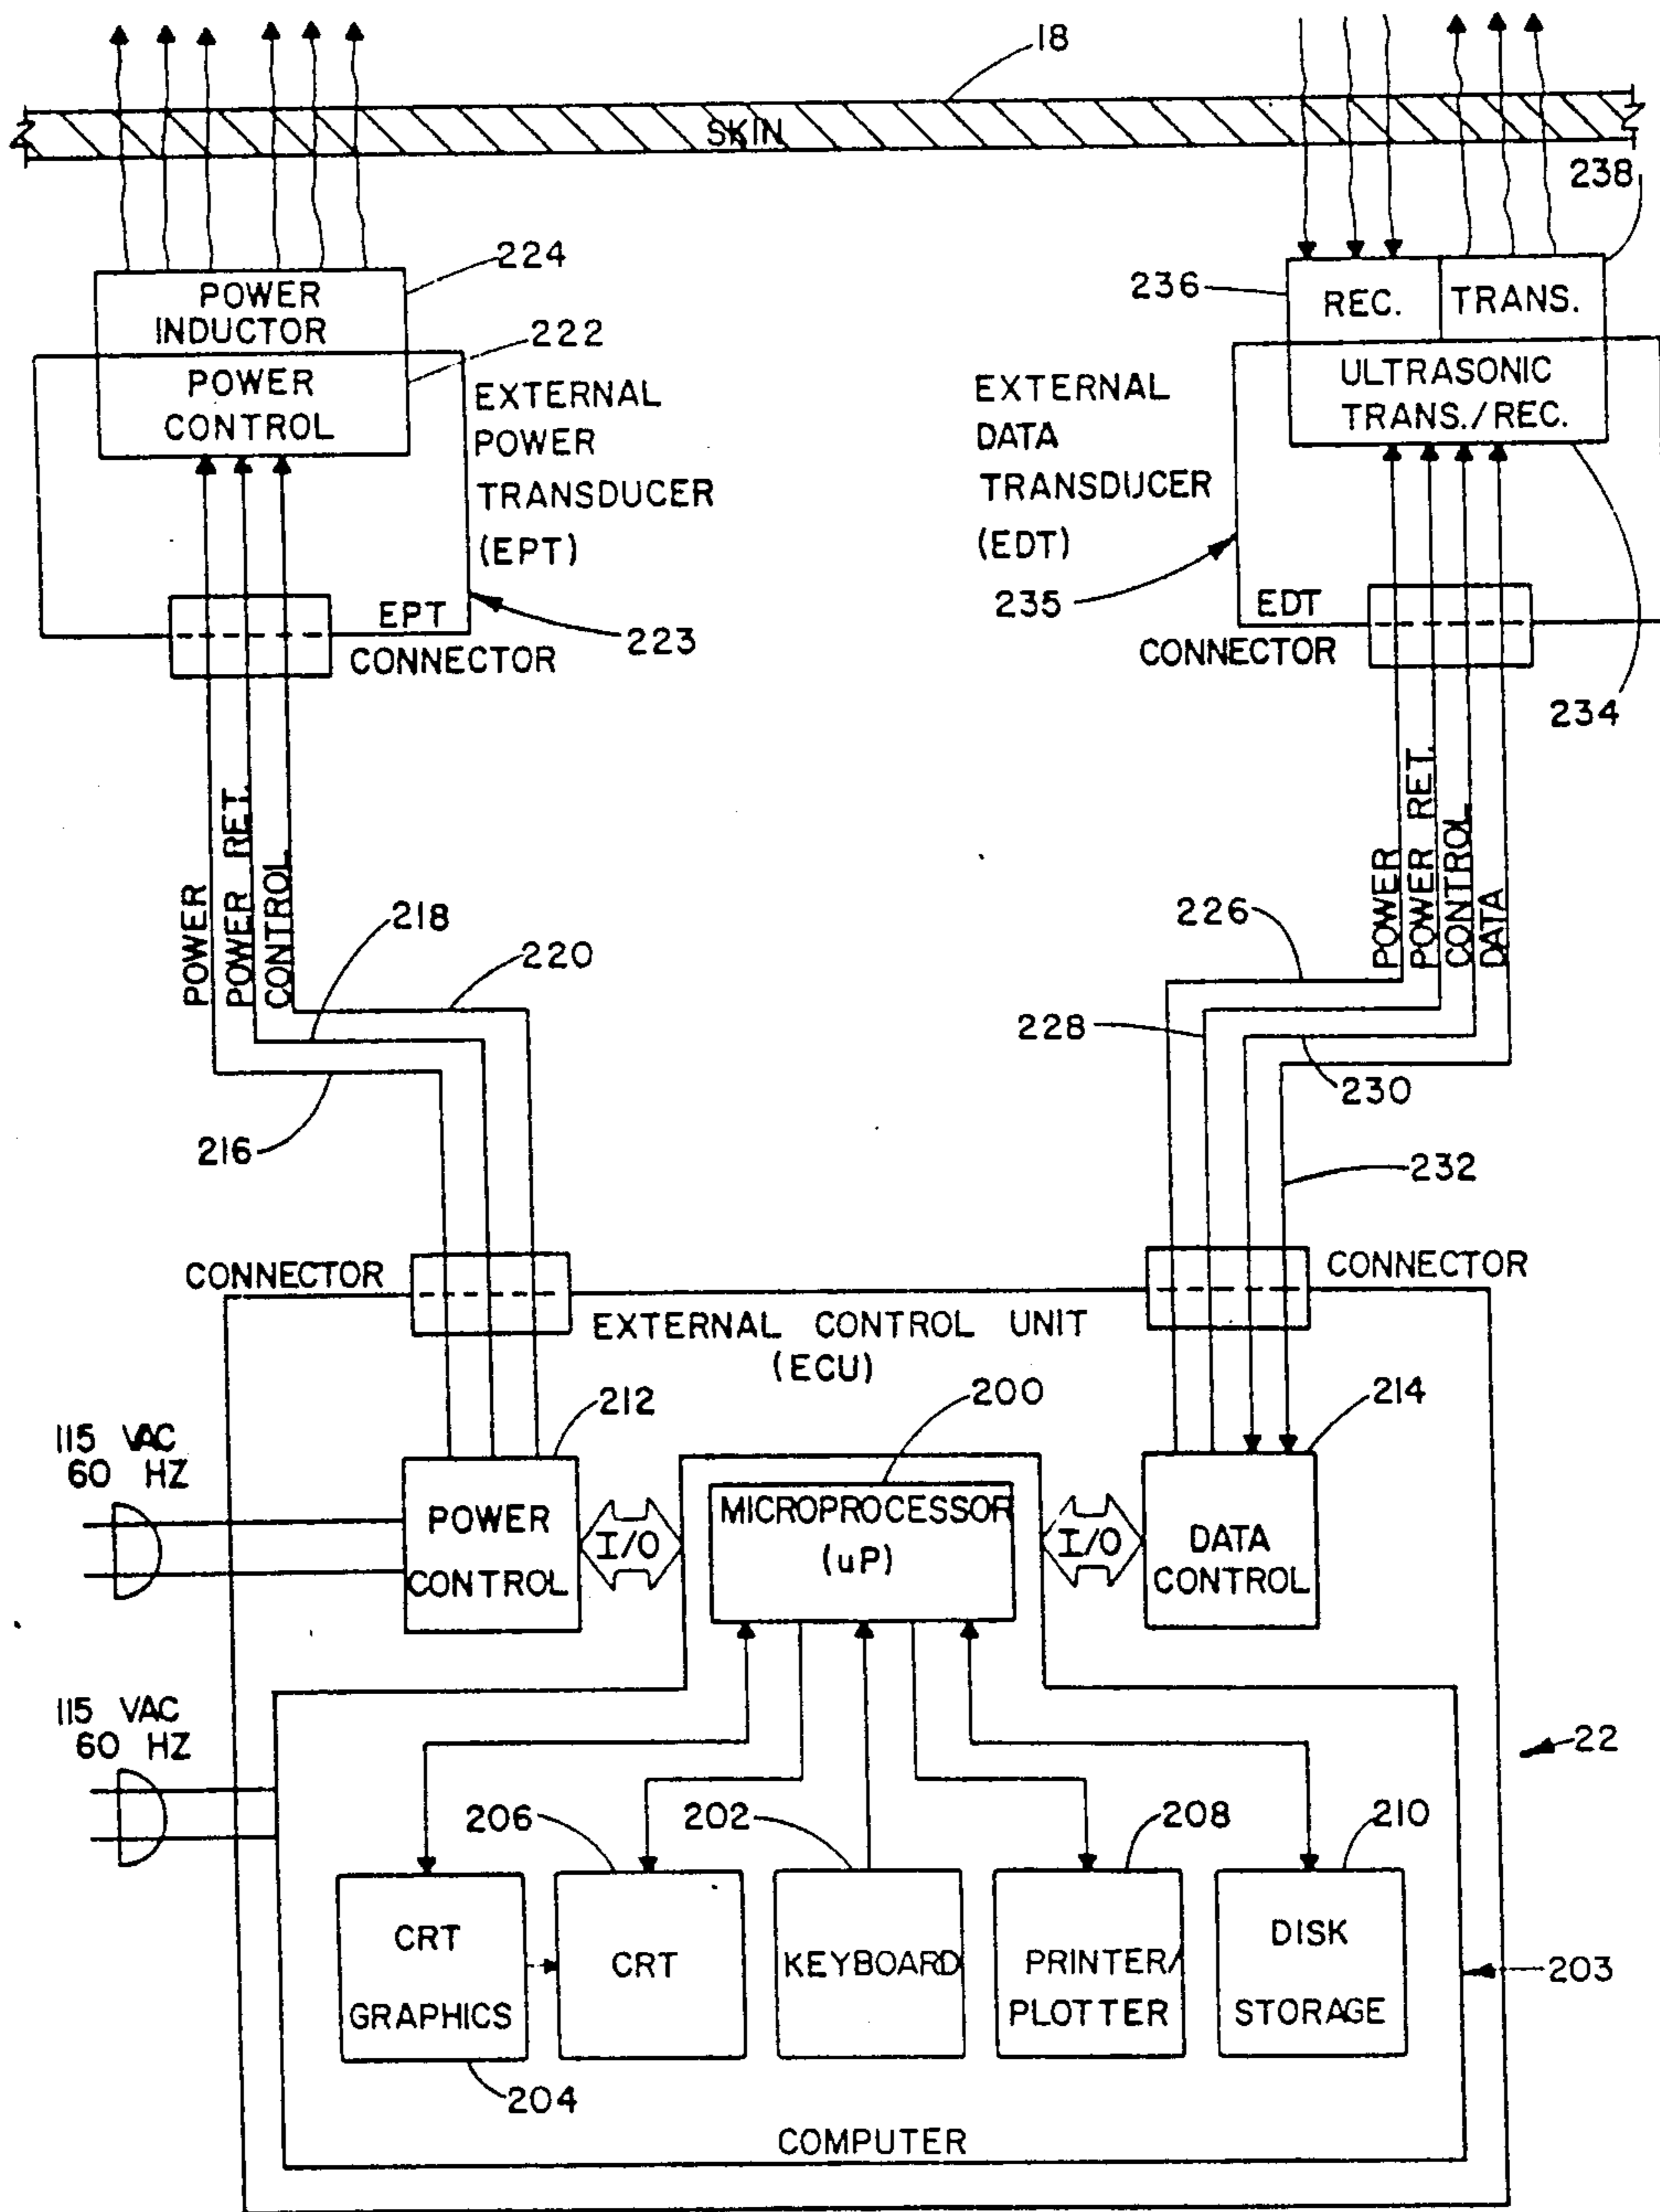 18
SKIN
238
224
POWER
INDUCTOR
222
POWER
CONTROL
EXTERNAL
POWER
TRANSDUCER
(EPT)
EPT
CONNECTOR
223
236
REC.
TRANS.
ULTRASONIC
TRANS./REC.
EXTERNAL
DATA
TRANSDUCER
(EDT)
235
EDT
CONNECTOR
234
POWER
POWER RET.
CONTROL
218
220
216
POWER
POWER RET.
CONTROL
DATA
226
228
230
232
CONNECTOR
CONNECTOR
EXTERNAL CONTROL UNIT
(ECU)
212
200
214
115 VAC
60 HZ
POWER
CONTROL
I/O
MICROPROCESSOR
(uP)
I/O
DATA
CONTROL
115 VAC
60 HZ
22
206
202
208
210
CRT
GRAPHICS
CRT
KEYBOARD
PRINTER/
PLOTTER
DISK
STORAGE
203
204
COMPUTER